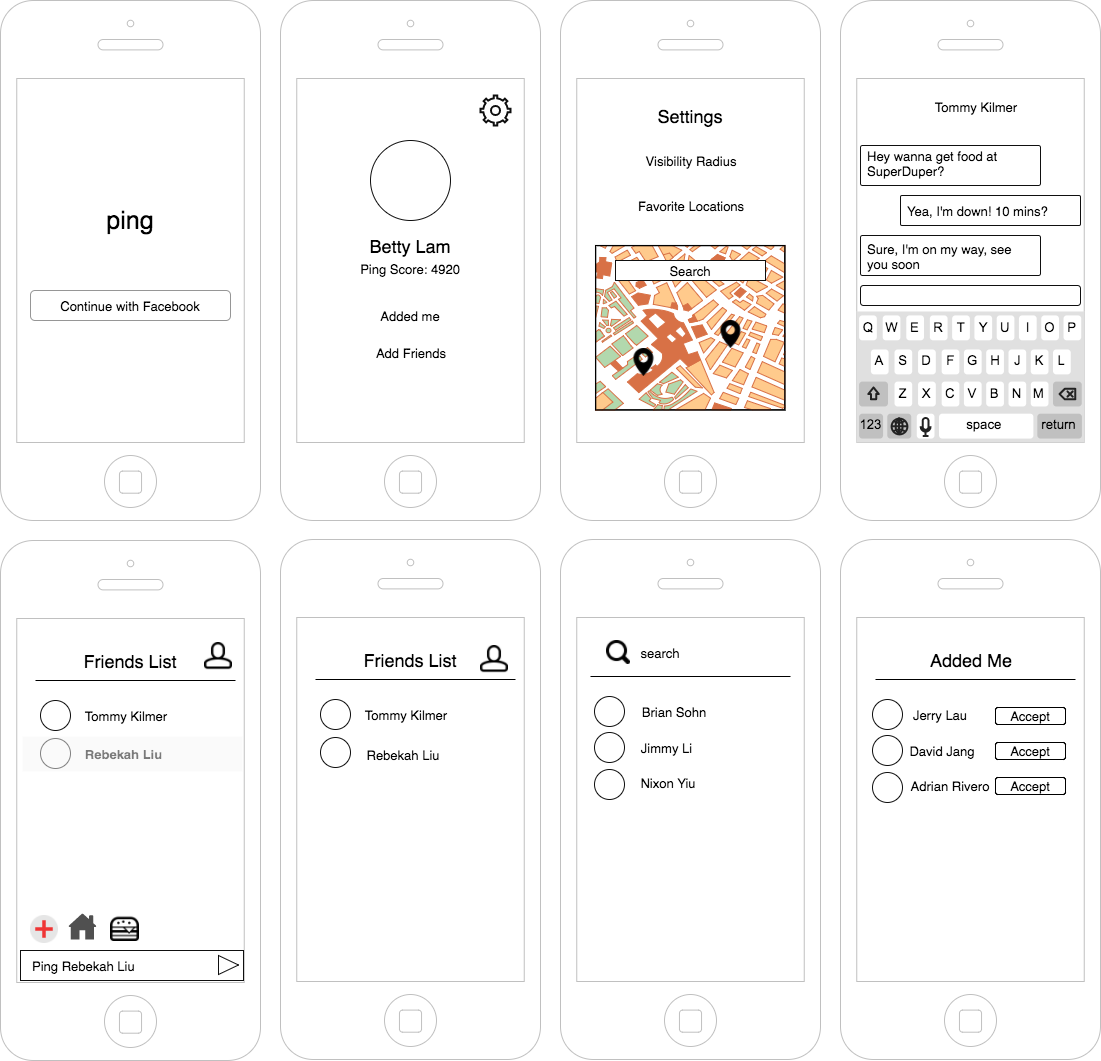 ping
Continue with Facebook
Betty Lam
Ping Score: 4920
Added me
Add Friends
Settings
Visibility Radius
Favorite Locations
Search
Tommy Kilmer
Hey wanna get food at
SuperDuper?
Yea, I'm down! 10 mins?
Sure, I'm on my way, see
you soon
Q W E R T Y U I O P
A S D F G H J K L
Z X C V B N M
123 space return
Friends List
Tommy Kilmer
Rebekah Liu
Ping Rebekah Liu
Friends List
Tommy Kilmer
Rebekah Liu
search
Brian Sohn
Jimmy Li
Nixon Yiu
Added Me
Jerry Lau Accept
David Jang Accept
Adrian Rivero Accept